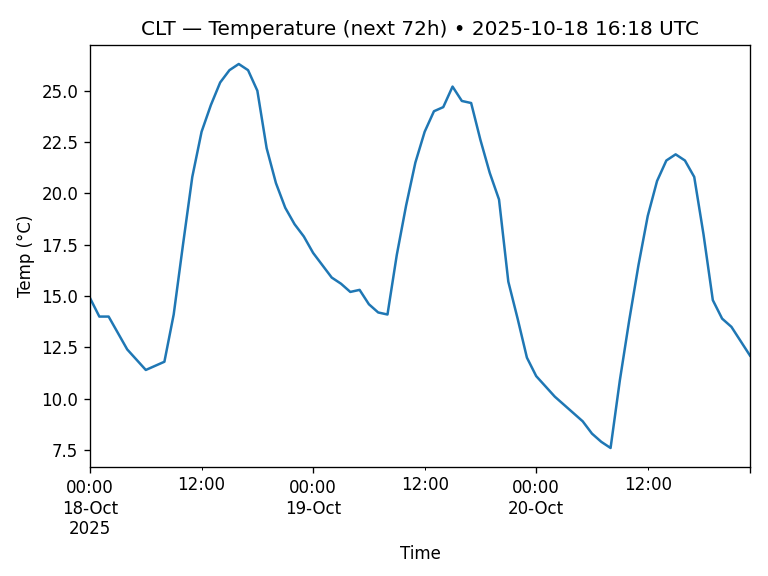 CLT — Temperature (next 72h) • 2025-10-18 16:18 UTC
Temp (°C)
25.0
22.5
20.0
17.5
15.0
12.5
10.0
7.5
00:00 12:00 00:00 12:00 00:00 12:00
18-Oct 19-Oct 20-Oct
2025
Time